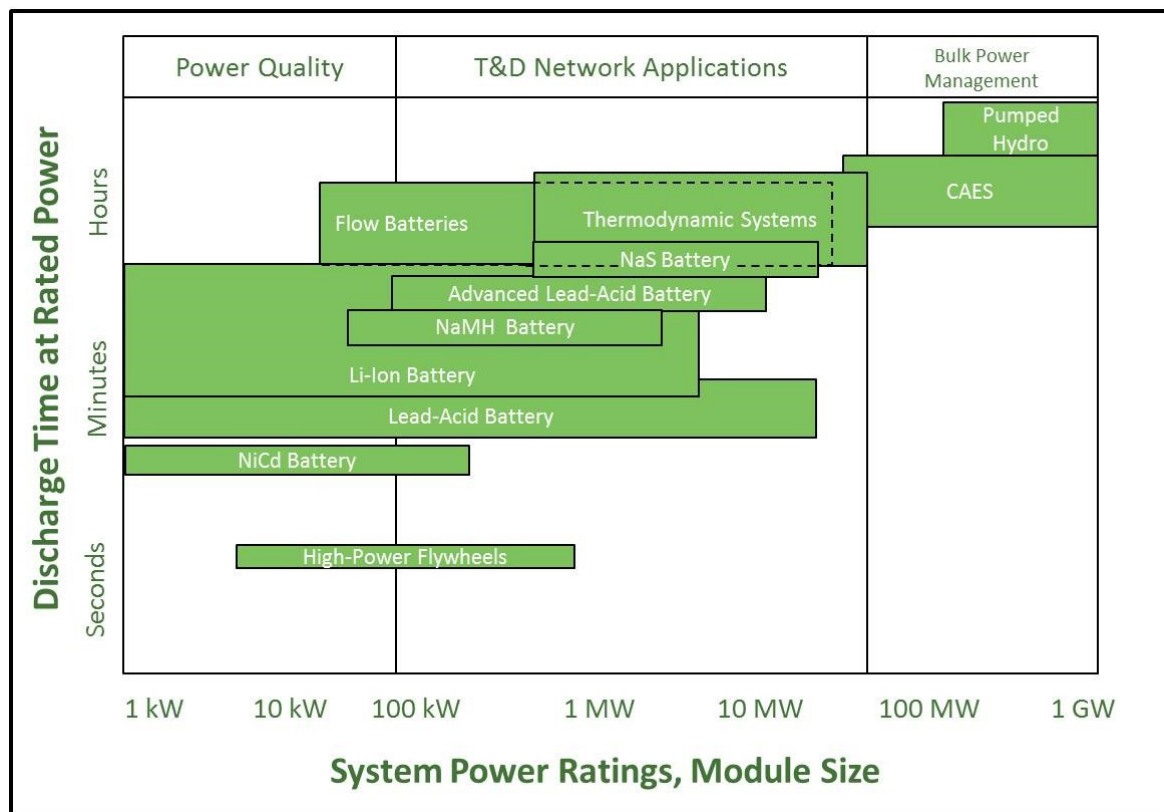 Power Quality
T&D Network Applications
Bulk Power
Management
Discharge Time at Rated Power
Hours
Minutes
Seconds
Pumped
Hydro
CAES
Flow Batteries
Thermodynamic Systems
NaS Battery
Advanced Lead-Acid Battery
NaMH Battery
Li-Ion Battery
Lead-Acid Battery
NiCd Battery
High-Power Flywheels
1 kW
10 kW
100 kW
1 MW
10 MW
100 MW
1 GW
System Power Ratings, Module Size